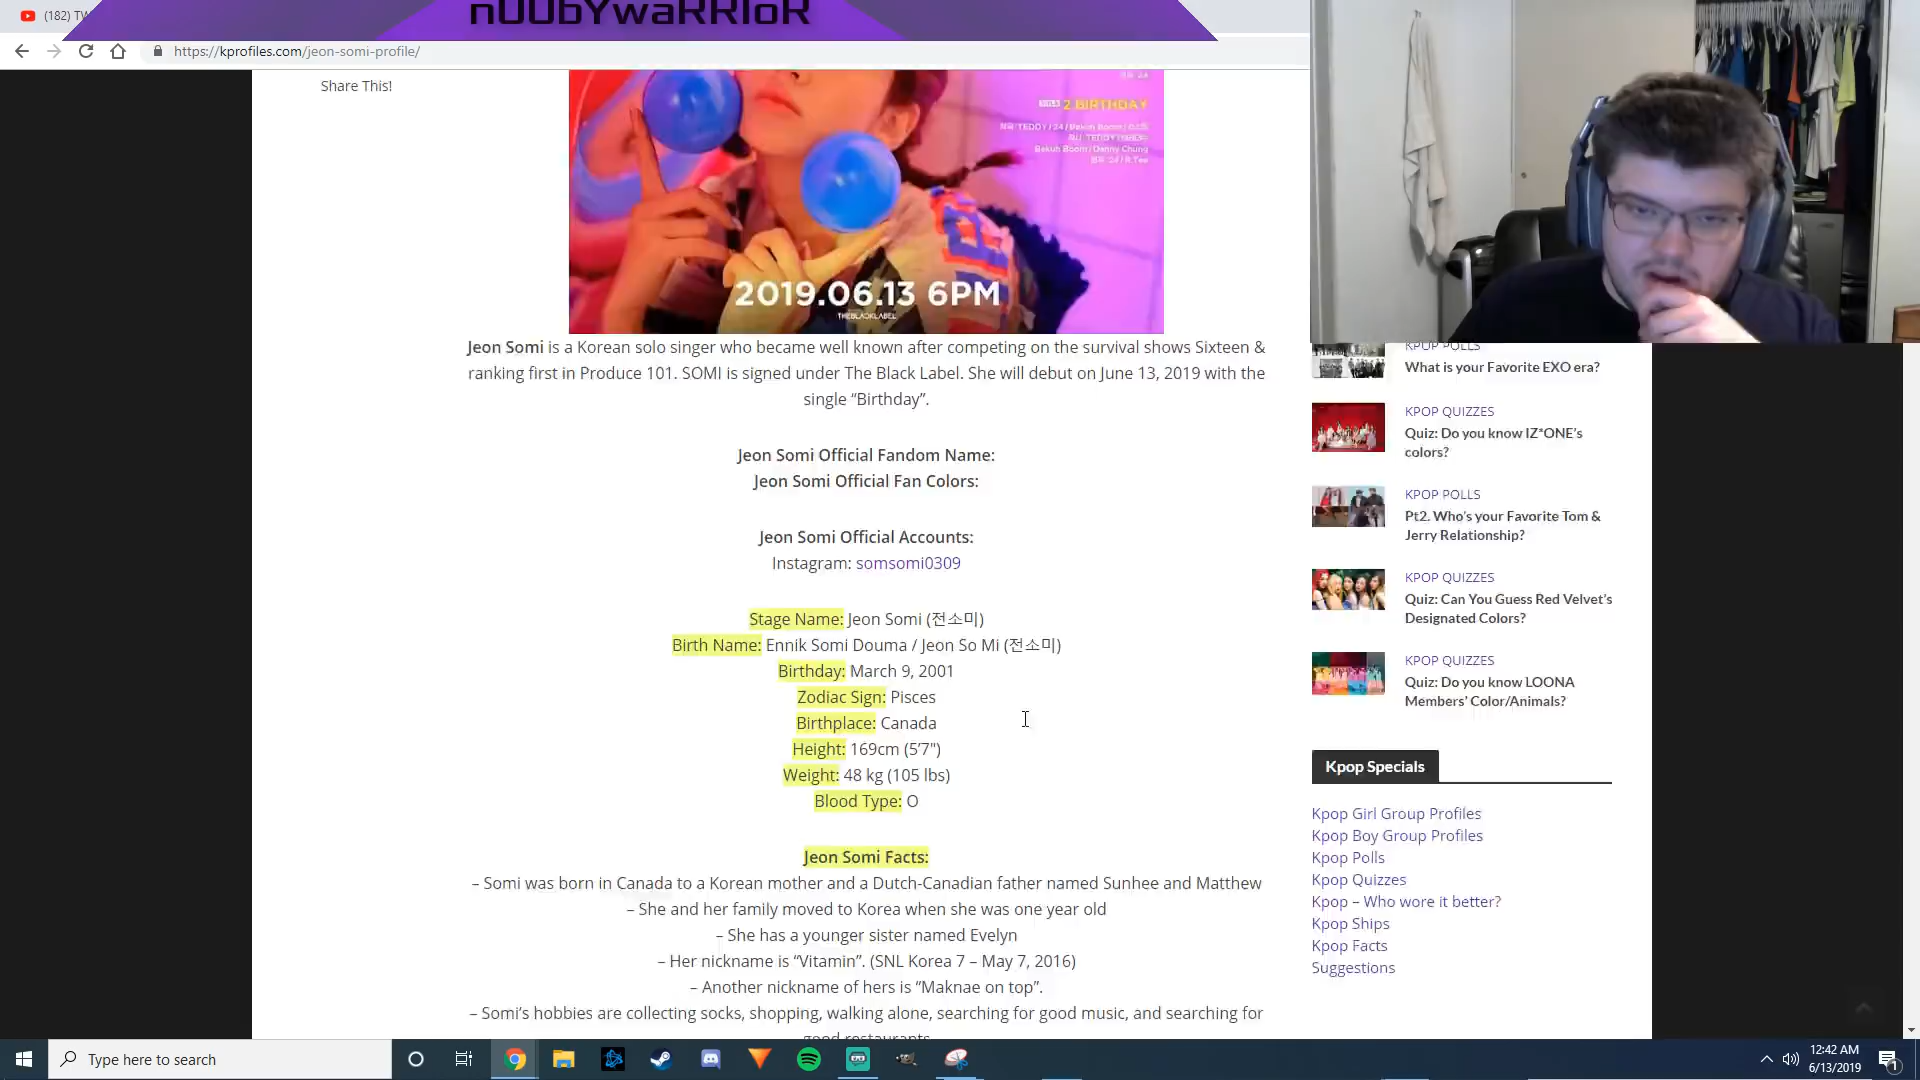 (182) TW
nUUbYwaRRIoR
https://kprofiles.com/jeon-somi-profile/
Share This!
2 BIRTHDAY
2019.06.13 6PM
THEBLACKLABEL
Jeon Somi is a Korean solo singer who became well known after competing on the survival shows Sixteen &
ranking first in Produce 101. SOMI is signed under The Black Label. She will debut on June 13, 2019 with the
single “Birthday”.
Jeon Somi Official Fandom Name:
Jeon Somi Official Fan Colors:
Jeon Somi Official Accounts:
Instagram: somsomi0309
Stage Name: Jeon Somi (전소미)
Birth Name: Ennik Somi Douma / Jeon So Mi (전소미)
Birthday: March 9, 2001
Zodiac Sign: Pisces
Birthplace: Canada
Height: 169cm (5’7")
Weight: 48 kg (105 lbs)
Blood Type: O
Jeon Somi Facts:
– Somi was born in Canada to a Korean mother and a Dutch-Canadian father named Sunhee and Matthew
– She and her family moved to Korea when she was one year old
– She has a younger sister named Evelyn
– Her nickname is “Vitamin”. (SNL Korea 7 – May 7, 2016)
– Another nickname of hers is “Maknae on top”.
– Somi’s hobbies are collecting socks, shopping, walking alone, searching for good music, and searching for
good restaurants
KPOP POLLS
What is your Favorite EXO era?
KPOP QUIZZES
Quiz: Do you know IZ*ONE’s
colors?
KPOP POLLS
Pt2. Who’s your Favorite Tom &
Jerry Relationship?
KPOP QUIZZES
Quiz: Can You Guess Red Velvet’s
Designated Colors?
KPOP QUIZZES
Quiz: Do you know LOONA
Members’ Color/Animals?
Kpop Specials
Kpop Girl Group Profiles
Kpop Boy Group Profiles
Kpop Polls
Kpop Quizzes
Kpop – Who wore it better?
Kpop Ships
Kpop Facts
Suggestions
Type here to search
12:42 AM
6/13/2019
1